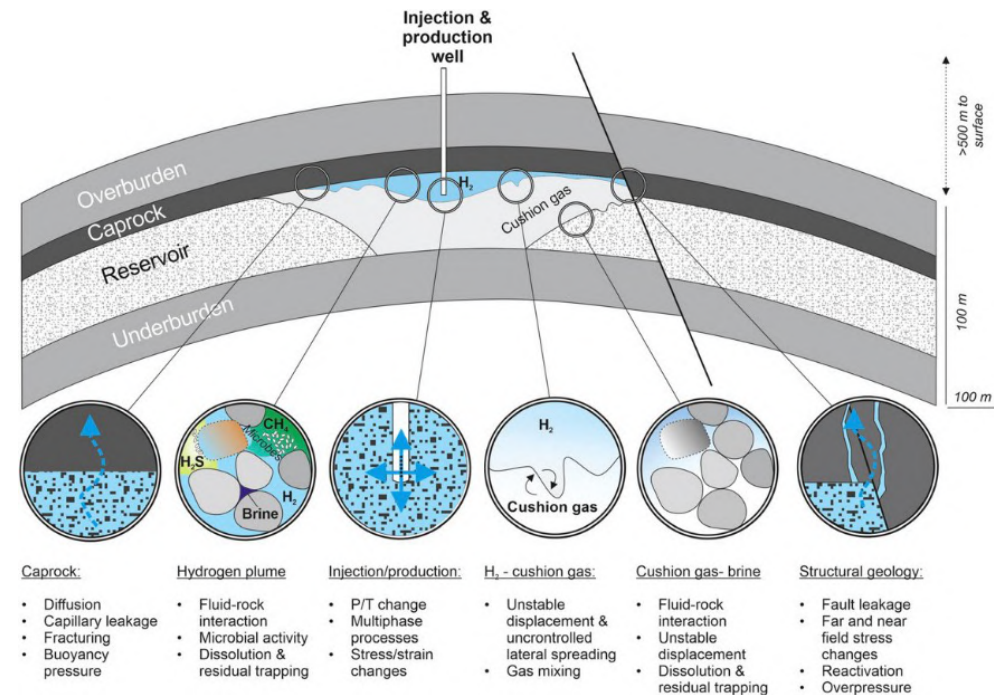 Injection &
production
well
>500 m to
surface
Overburden
H₂
Caprock
Cushion gas
Reservoir
Underburden
100 m
100 m
CH₄
Microbes
H₂S
H₂
Brine
H₂
Cushion gas
Caprock:
• Diffusion
• Capillary leakage
• Fracturing
• Buoyancy
pressure
Hydrogen plume
• Fluid-rock
interaction
• Microbial activity
• Dissolution &
residual trapping
Injection/production:
• P/T change
• Multiphase
processes
• Stress/strain
changes
H₂ - cushion gas:
• Unstable
displacement &
uncontrolled
lateral spreading
• Gas mixing
Cushion gas- brine
• Fluid-rock
interaction
• Unstable
displacement
• Dissolution &
residual trapping
Structural geology:
• Fault leakage
• Far and near
field stress
changes
• Reactivation
• Overpressure